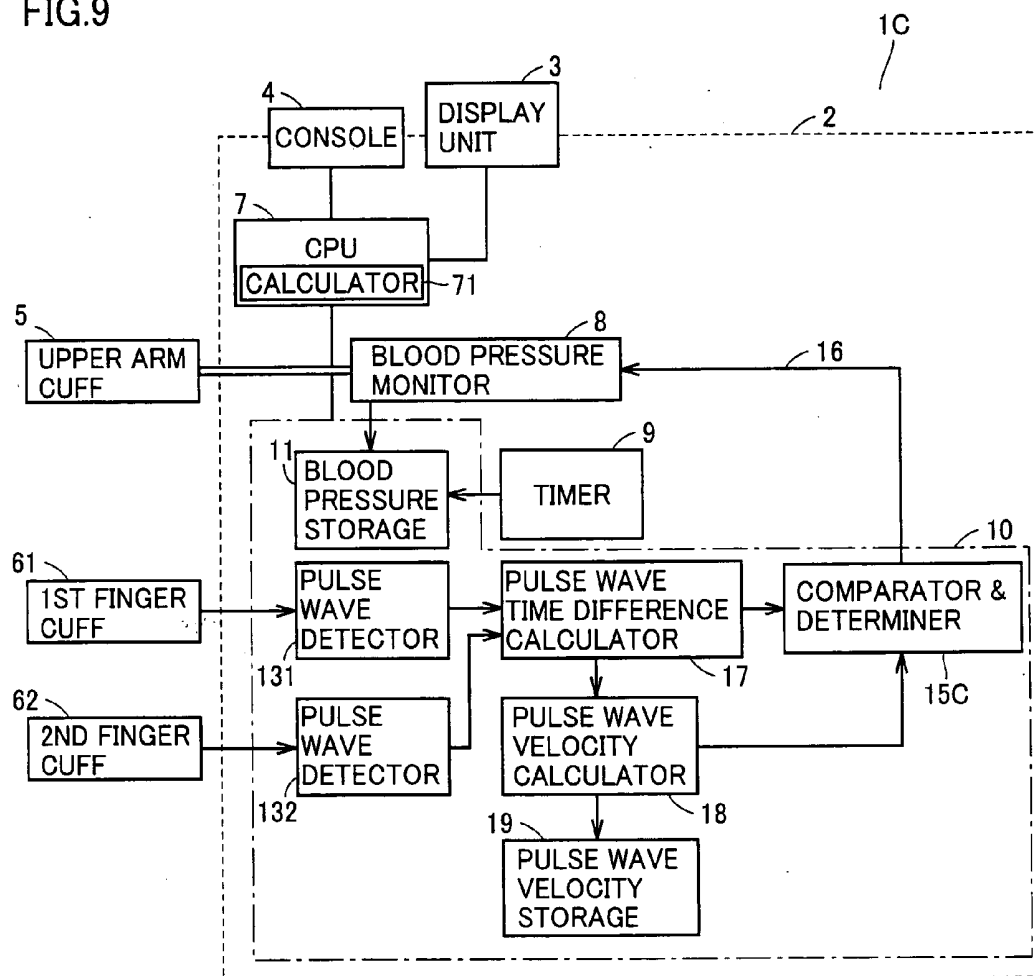 FIG.9
1C
3
4
DISPLAY
UNIT
2
CONSOLE
7
CPU
CALCULATOR
71
5
8
UPPER ARM
CUFF
BLOOD PRESSURE
MONITOR
16
9
11
BLOOD
PRESSURE
STORAGE
TIMER
10
61
1ST FINGER
CUFF
PULSE
WAVE
DETECTOR
131
PULSE WAVE
TIME DIFFERENCE
CALCULATOR
17
COMPARATOR &
DETERMINER
15C
62
2ND FINGER
CUFF
PULSE
WAVE
DETECTOR
132
PULSE WAVE
VELOCITY
CALCULATOR
18
19
PULSE WAVE
VELOCITY
STORAGE